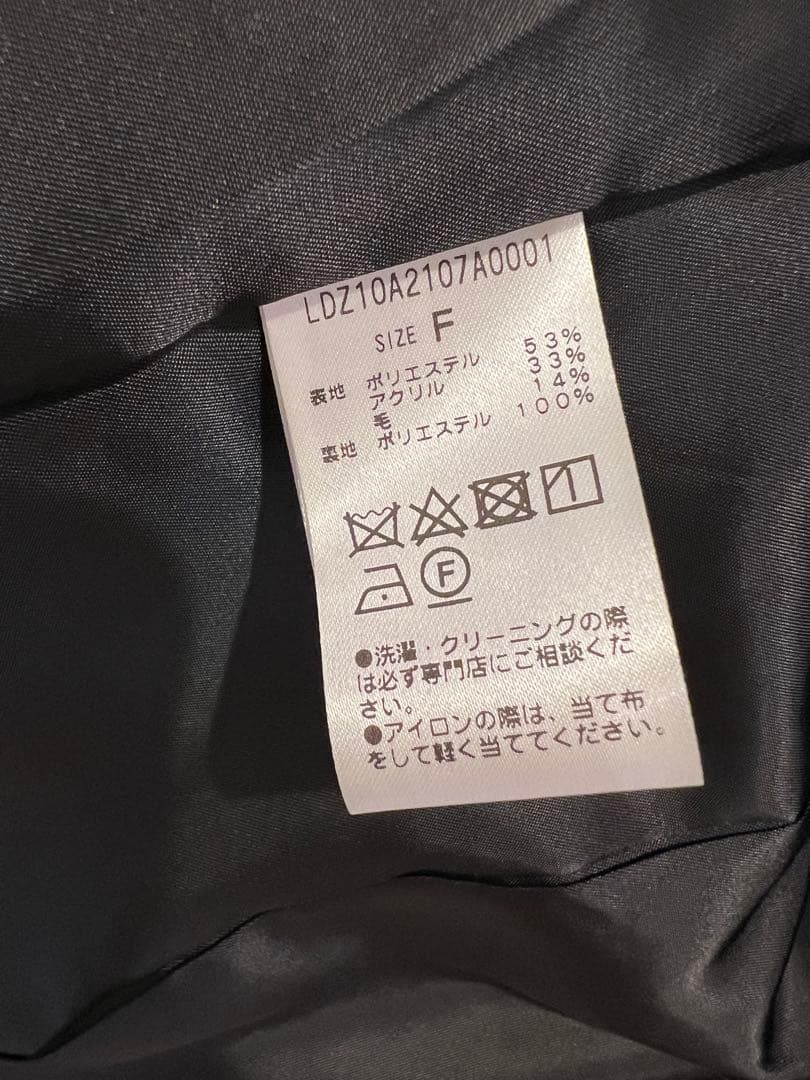 LDZ10A2107A0001
SIZE F
表地 ポリエステル 53%
アクリル 33%
毛 14%
裏地 ポリエステル 100%
F
●洗濯・クリーニングの際
は必ず専門店にご相談くだ
さい。
●アイロンの際は、当て布
をして軽く当ててください。